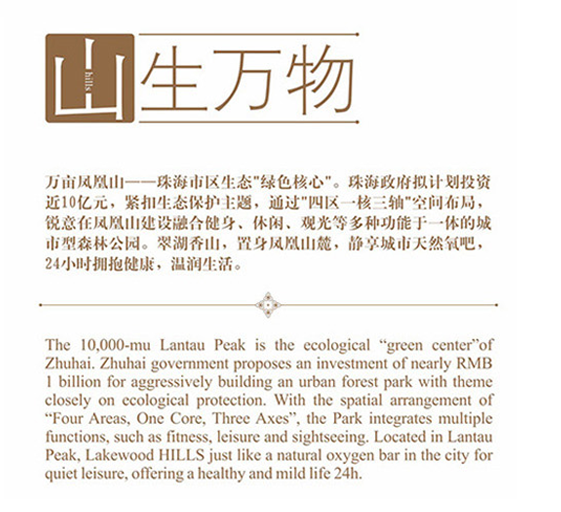 山生万物
hills
万亩凤凰山——珠海市区生态"绿色核心"。珠海政府拟计划投资
近10亿元，紧扣生态保护主题，通过"四区一核三轴"空间布局，
锐意在凤凰山建设融合健身、休闲、观光等多种功能于一体的城
市型森林公园。翠湖香山，置身凤凰山麓，静享城市天然氧吧，
24小时拥抱健康，温润生活。
The 10,000-mu Lantau Peak is the ecological “green center”of
Zhuhai. Zhuhai government proposes an investment of nearly RMB
1 billion for aggressively building an urban forest park with theme
closely on ecological protection. With the spatial arrangement of
“Four Areas, One Core, Three Axes”, the Park integrates multiple
functions, such as fitness, leisure and sightseeing. Located in Lantau
Peak, Lakewood HILLS just like a natural oxygen bar in the city for
quiet leisure, offering a healthy and mild life 24h.